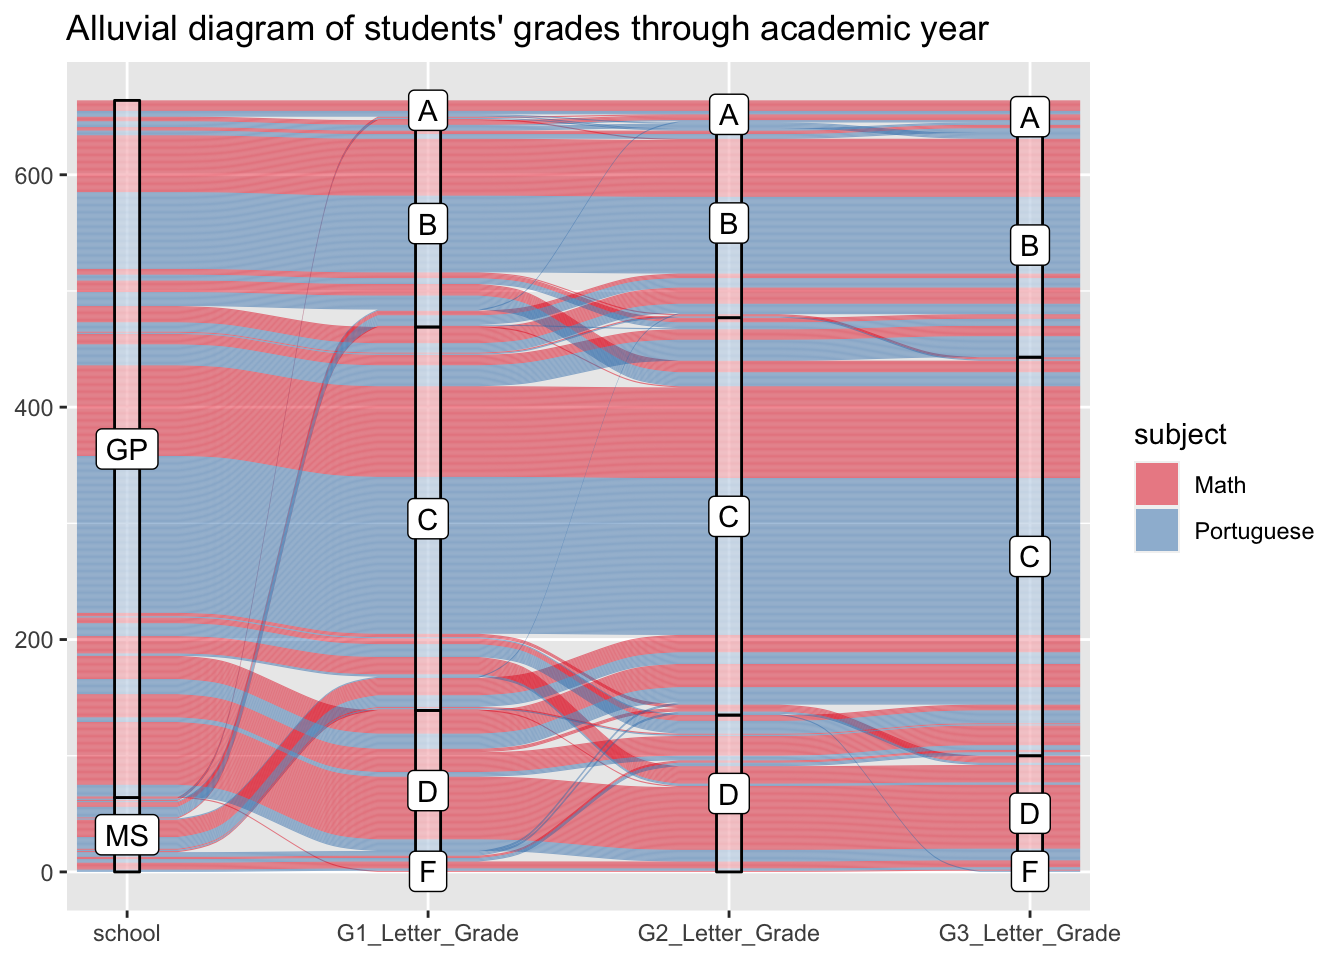 Alluvial diagram of students' grades through academic year
600
400
200
0
GP
MS
A
B
C
D
F
A
B
C
D
A
B
C
D
F
school
G1_Letter_Grade
G2_Letter_Grade
G3_Letter_Grade
subject
Math
Portuguese